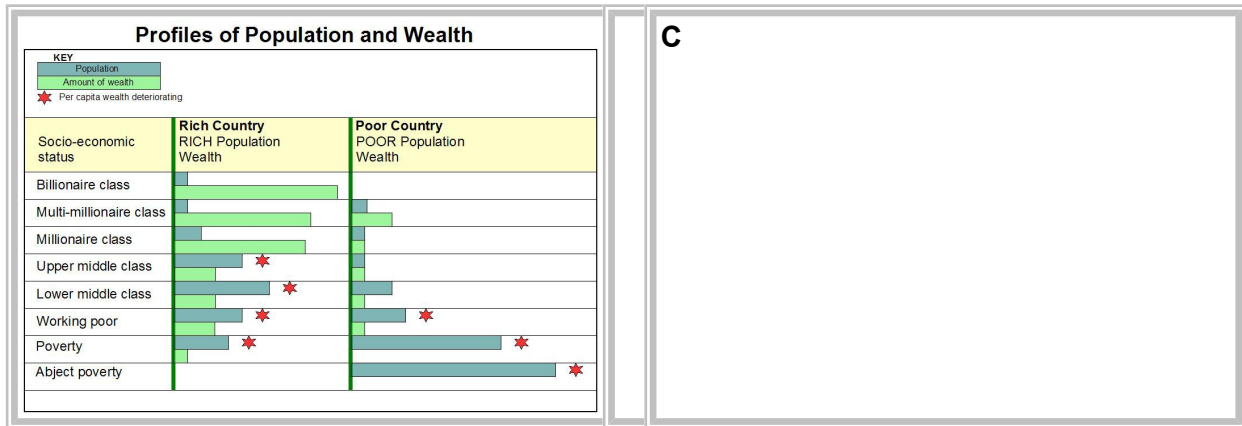 Profiles of Population and Wealth
KEY
Population
Amount of wealth
Per capita wealth deteriorating
Socio-economic
status
Rich Country
RICH Population
Wealth
Poor Country
POOR Population
Wealth
Billionaire class
Multi-millionaire class
Millionaire class
Upper middle class
Lower middle class
Working poor
Poverty
Abject poverty
C